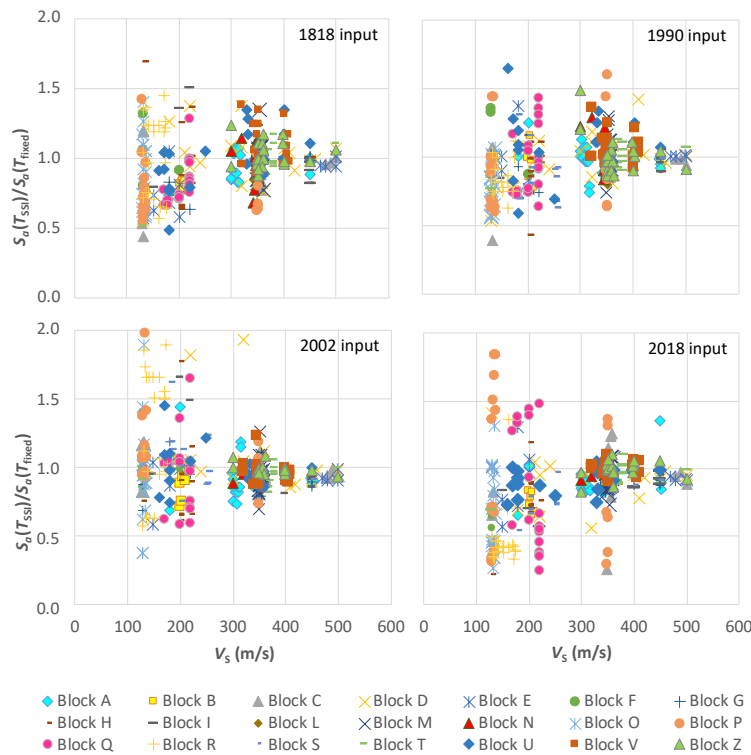 1818 input
1990 input
2.0
1.5
1.0
0.5
0.0
Sa(TSSI)/Sa(Tfixed)
2002 input
2018 input
2.0
1.5
1.0
0.5
0.0
Sa(TSSI)/Sa(Tfixed)
0 100 200 300 400 500 600
0 100 200 300 400 500 600
VS (m/s)
VS (m/s)
Block A Block B Block C Block D Block E Block F Block G
Block H Block I Block L Block M Block N Block O Block P
Block Q Block R Block S Block T Block U Block V Block Z